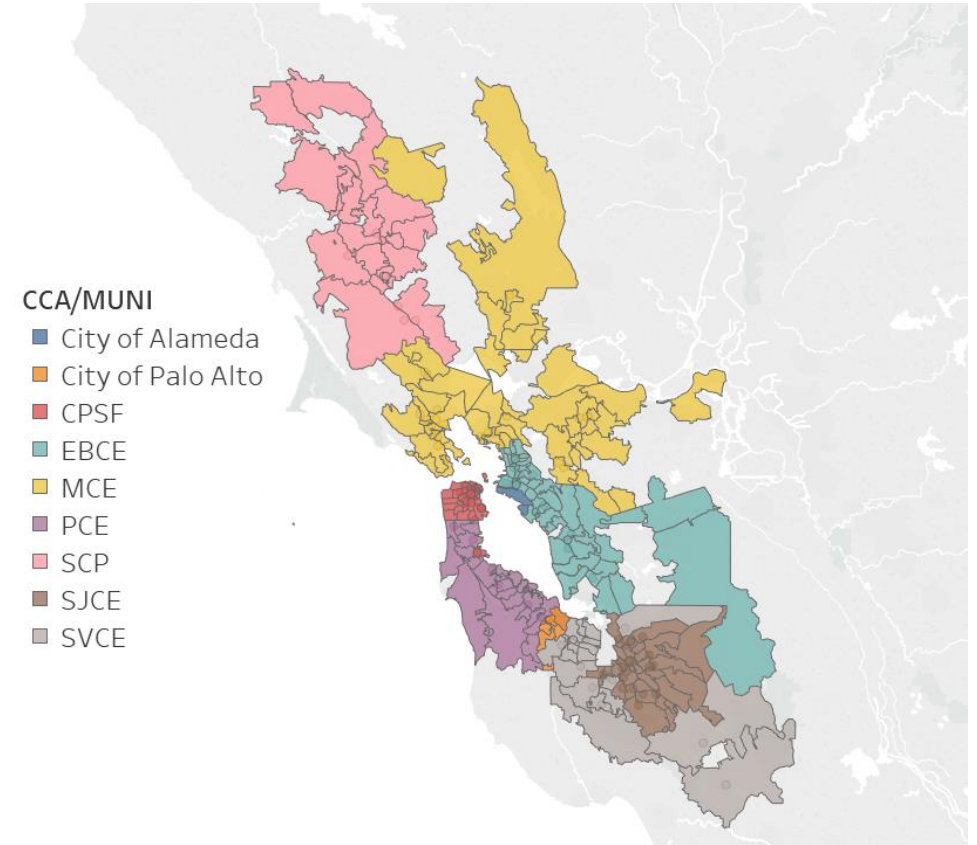 CCA/MUNI
City of Alameda
City of Palo Alto
CPSF
EBCE
MCE
PCE
SCP
SJCE
SVCE